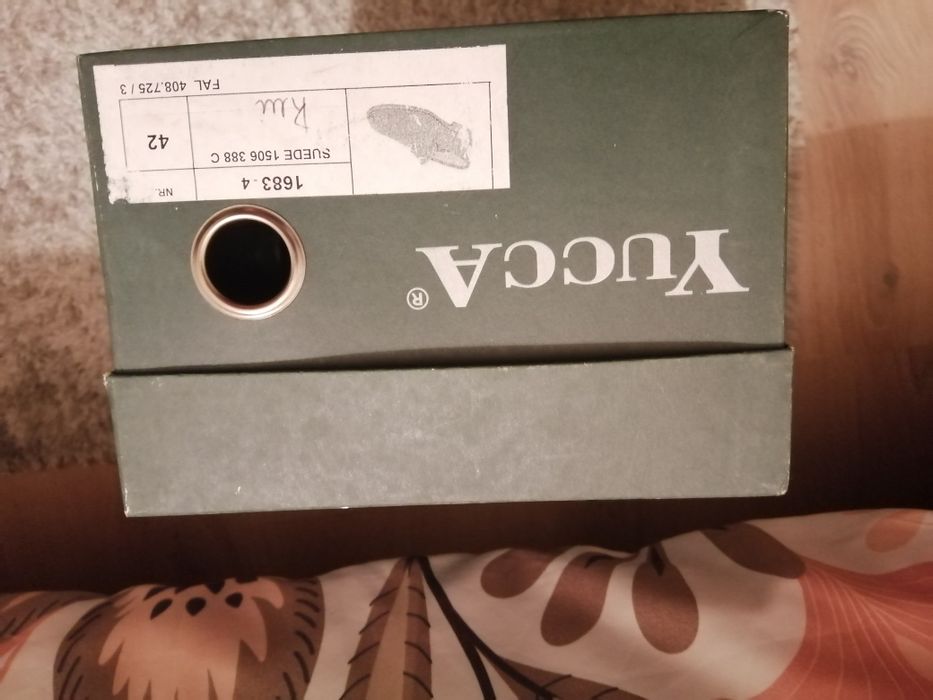 YUCCA®
1683 - 4
NR.
SUEDE 1506 388 C
42
FAL 408.725 / 3